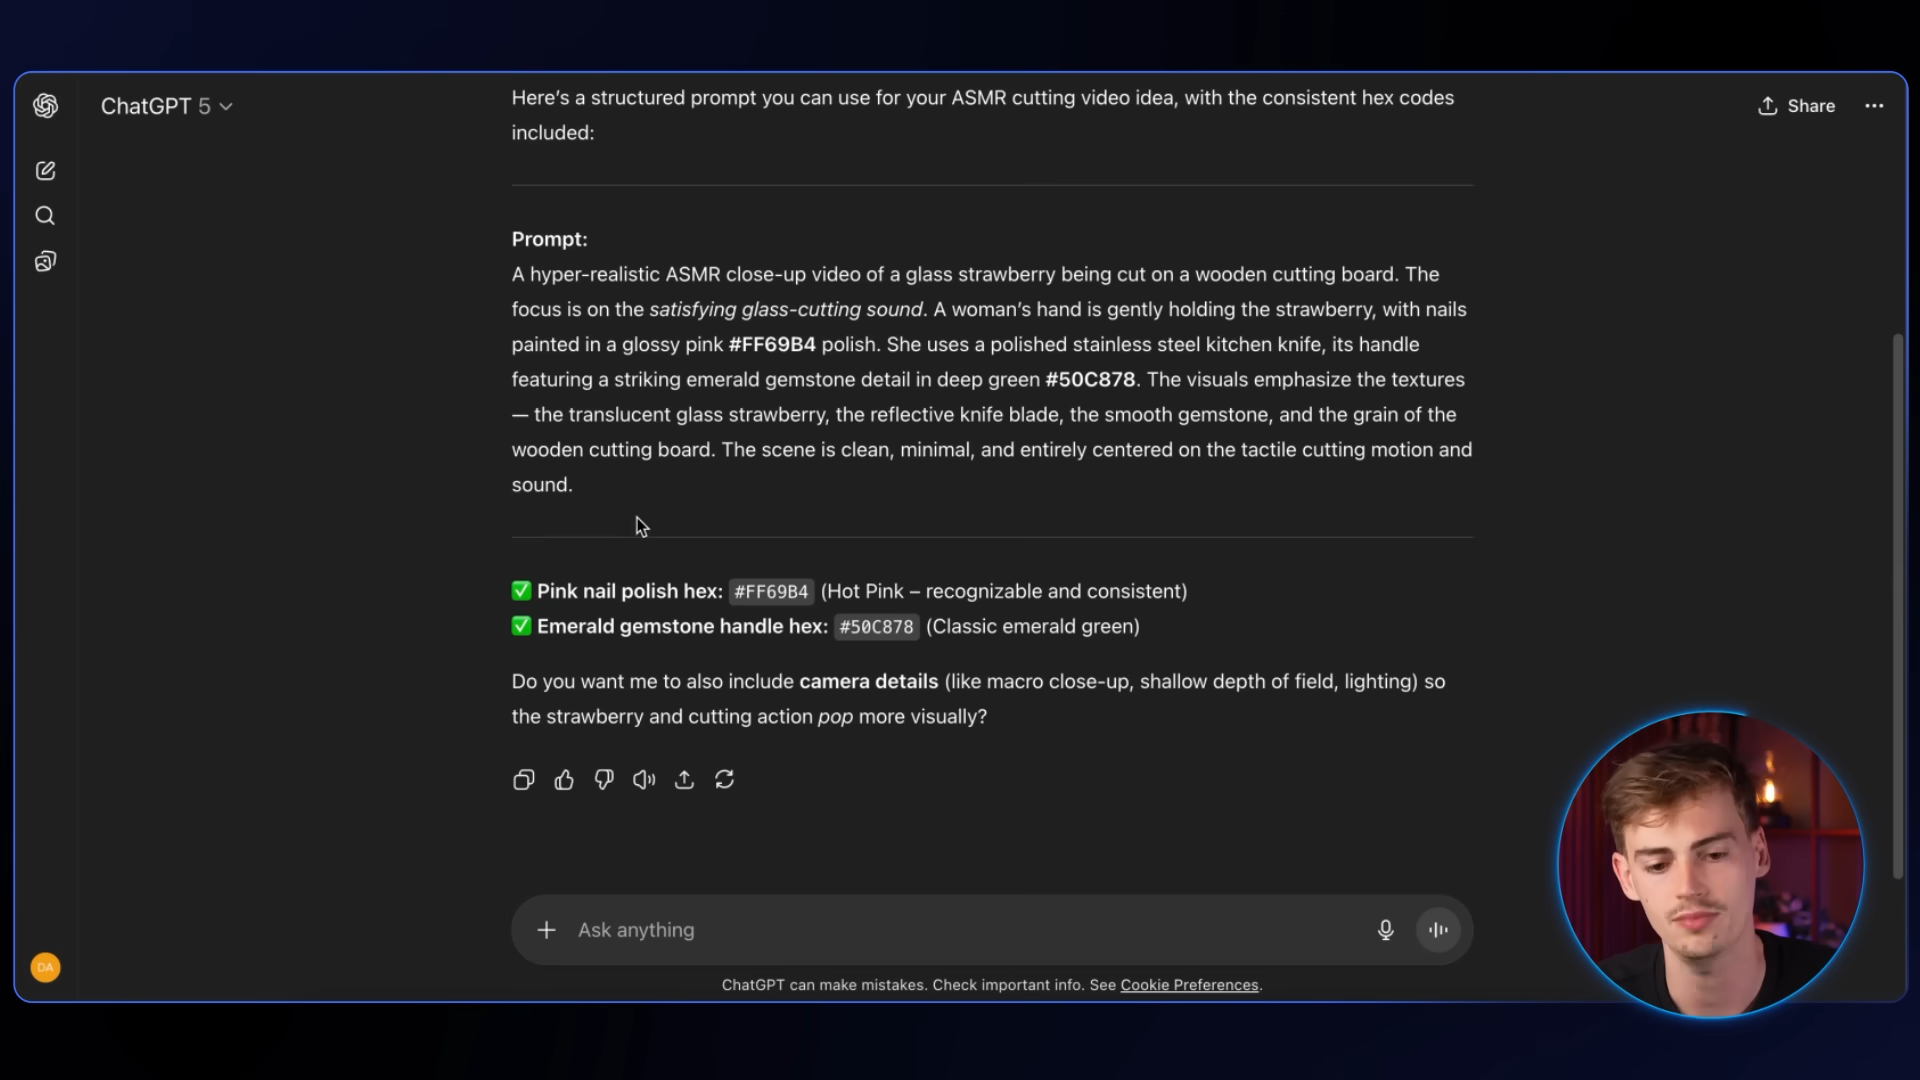 ChatGPT 5
Share
Here's a structured prompt you can use for your ASMR cutting video idea, with the consistent hex codes
included:
Prompt:
A hyper-realistic ASMR close-up video of a glass strawberry being cut on a wooden cutting board. The
focus is on the satisfying glass-cutting sound. A woman's hand is gently holding the strawberry, with nails
painted in a glossy pink #FF69B4 polish. She uses a polished stainless steel kitchen knife, its handle
featuring a striking emerald gemstone detail in deep green #50C878. The visuals emphasize the textures
— the translucent glass strawberry, the reflective knife blade, the smooth gemstone, and the grain of the
wooden cutting board. The scene is clean, minimal, and entirely centered on the tactile cutting motion and
sound.
✅ Pink nail polish hex: #FF69B4 (Hot Pink – recognizable and consistent)
✅ Emerald gemstone handle hex: #50C878 (Classic emerald green)
Do you want me to also include camera details (like macro close-up, shallow depth of field, lighting) so
the strawberry and cutting action pop more visually?
Ask anything
DA
ChatGPT can make mistakes. Check important info. See Cookie Preferences.